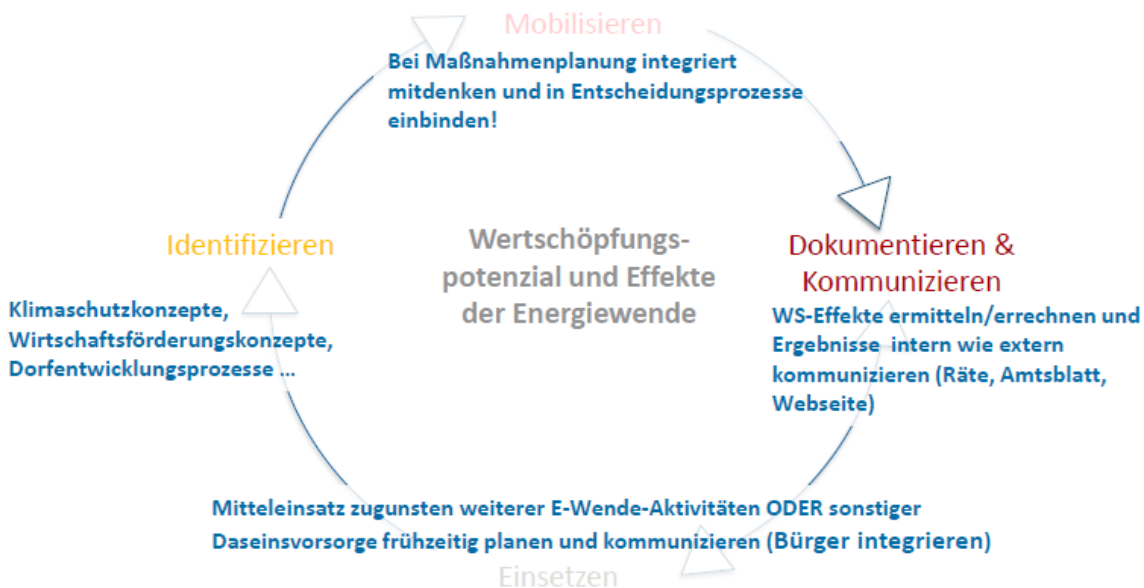 Mobilisieren
Bei Maßnahmenplanung integriert
mitdenken und in Entscheidungsprozesse
einbinden!
Identifizieren
Klimaschutzkonzepte,
Wirtschaftsförderungskonzepte,
Dorfentwicklungsprozesse ...
Wertschöpfungs-
potenzial und Effekte
der Energiewende
Dokumentieren &
Kommunizieren
WS-Effekte ermitteln/errechnen und
Ergebnisse intern wie extern
kommunizieren (Räte, Amtsblatt,
Webseite)
Mitteleinsatz zugunsten weiterer E-Wende-Aktivitäten ODER sonstiger
Daseinsvorsorge frühzeitig planen und kommunizieren (Bürger integrieren)
Einsetzen